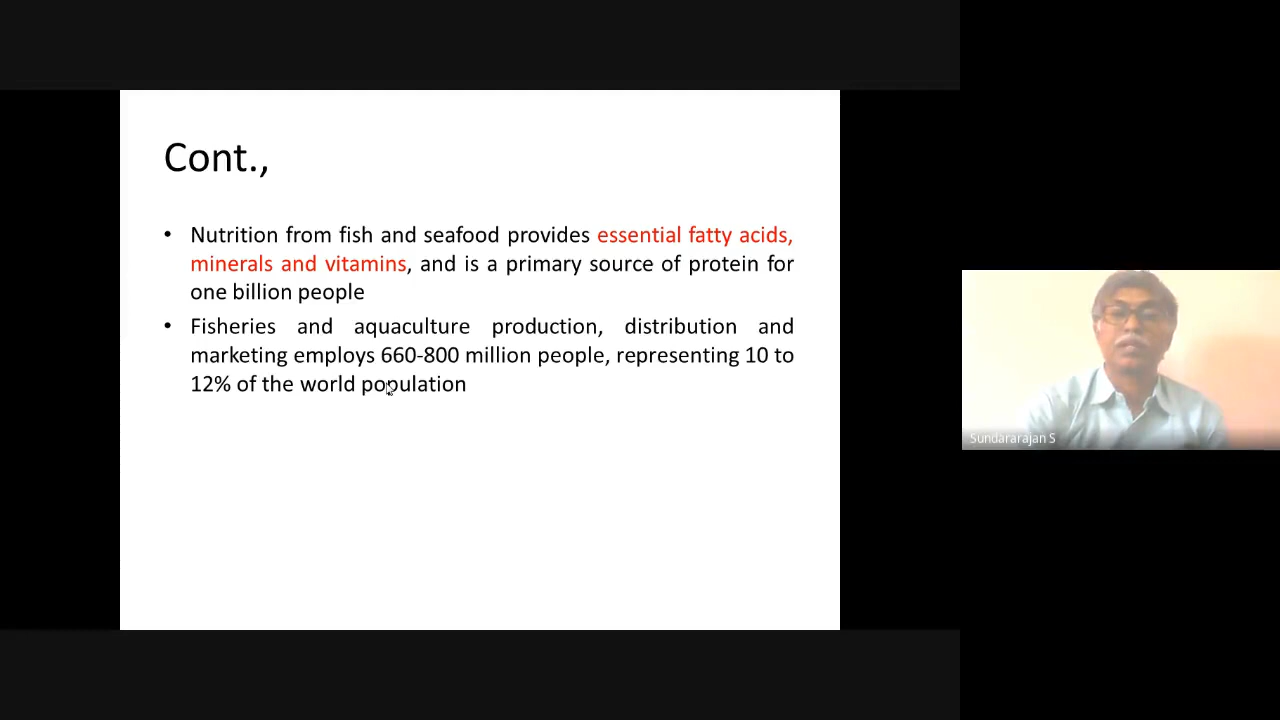 Cont.,
• Nutrition from fish and seafood provides essential fatty acids,
minerals and vitamins, and is a primary source of protein for
one billion people
• Fisheries and aquaculture production, distribution and
marketing employs 660-800 million people, representing 10 to
12% of the world population
Sundararajan S